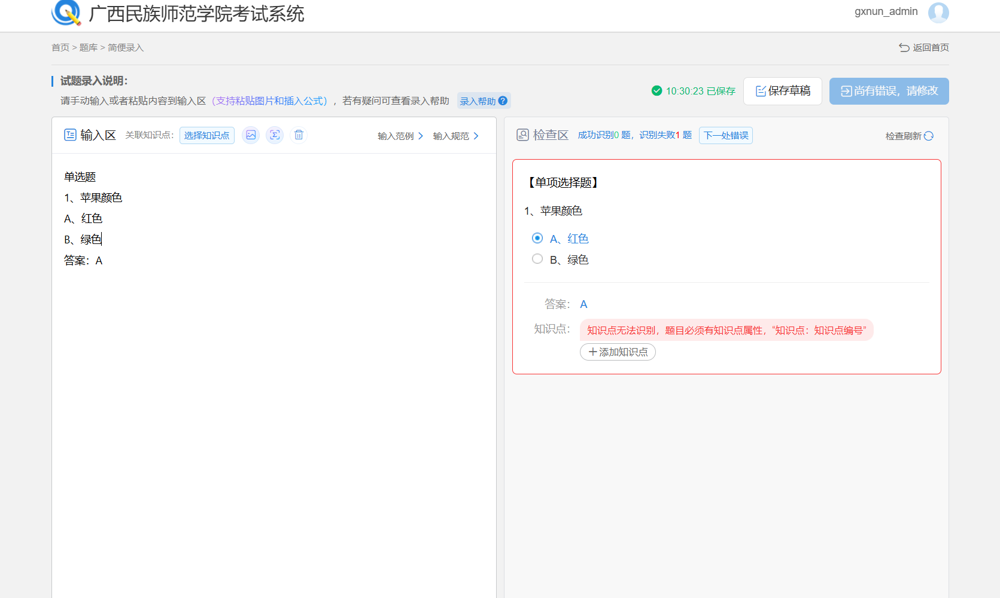 广西民族师范学院考试系统
gxnun_admin
首页 > 题库 > 简便录入
返回首页
试题录入说明：
请手动输入或者粘贴内容到输入区（支持粘贴图片和插入公式），若有疑问可查看录入帮助 录入帮助
10:30:23 已保存
保存草稿
尚有错误，请修改
输入区 关联知识点： 选择知识点 输入范例 输入规范
单选题
1、苹果颜色
A、红色
B、绿色
答案：A
检查区 成功识别0 题，识别失败1 题 下一处错误 检查刷新
【单项选择题】
1、苹果颜色
A、红色
B、绿色
答案： A
知识点： 知识点无法识别，题目必须有知识点属性，“知识点：知识点编号”
添加知识点